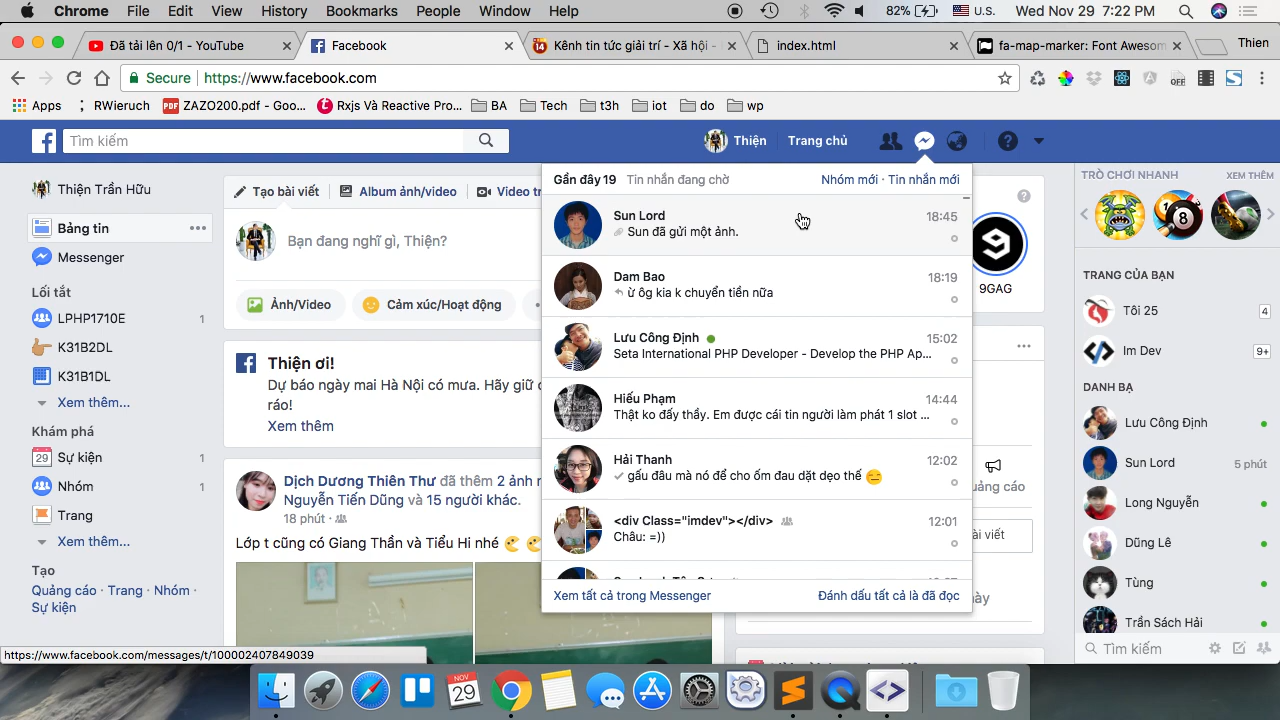 Chrome File Edit View History Bookmarks People Window Help 82% U.S. Wed Nov 29 7:22 PM
Đã tải lên 0/1 - YouTube Facebook Kênh tin tức giải trí - Xã hội - index.html fa-map-marker: Font Awesom Thien
Secure https://www.facebook.com
Apps RWieruch ZAZO200.pdf - Goo... Rxjs Và Reactive Pro... BA Tech t3h iot do wp
Tìm kiếm Thiện Trang chủ
Thiện Trần Hữu
Bảng tin
Messenger
Lối tắt
LPHP1710E 1
K31B2DL
K31B1DL
Xem thêm...
Khám phá
Sự kiện 1
Nhóm 1
Trang
Xem thêm...
Tạo
Quảng cáo · Trang · Nhóm ·
Sự kiện
Tạo bài viết Album ảnh/video Video tr
Bạn đang nghĩ gì, Thiện?
Ảnh/Video Cảm xúc/Hoạt động
Thiện ơi!
Dự báo ngày mai Hà Nội có mưa. Hãy giữ
ráo!
Xem thêm
Dịch Dương Thiên Thư đã thêm 2 ảnh
Nguyễn Tiến Dũng và 15 người khác.
18 phút ·
Lớp t cũng có Giang Thần và Tiểu Hi nhé
Gần đây 19 Tin nhắn đang chờ Nhóm mới · Tin nhắn mới
Sun Lord 18:45
Sun đã gửi một ảnh.
Dam Bao 18:19
ừ ôg kia k chuyển tiền nữa
Lưu Công Định 15:02
Seta International PHP Developer - Develop the PHP Ap...
Hiếu Phạm 14:44
Thật ko đấy thầy. Em được cái tin người làm phát 1 slot ...
Hải Thanh 12:02
gấu đâu mà nó để cho ốm đau dặt dẹo thế
<div Class="imdev"></div> 12:01
Châu: =))
Xem tất cả trong Messenger Đánh dấu tất cả là đã đọc
9GAG
uảng cáo
ài viết
này
TRÒ CHƠI NHANH XEM THÊM
8
TRANG CỦA BẠN
Tôi 25 4
Im Dev 9+
DANH BẠ
Lưu Công Định
Sun Lord 5 phút
Long Nguyễn
Dũng Lê
Tùng
Trần Sách Hải
Tìm kiếm
https://www.facebook.com/messages/t/100002407849039
NOV
29